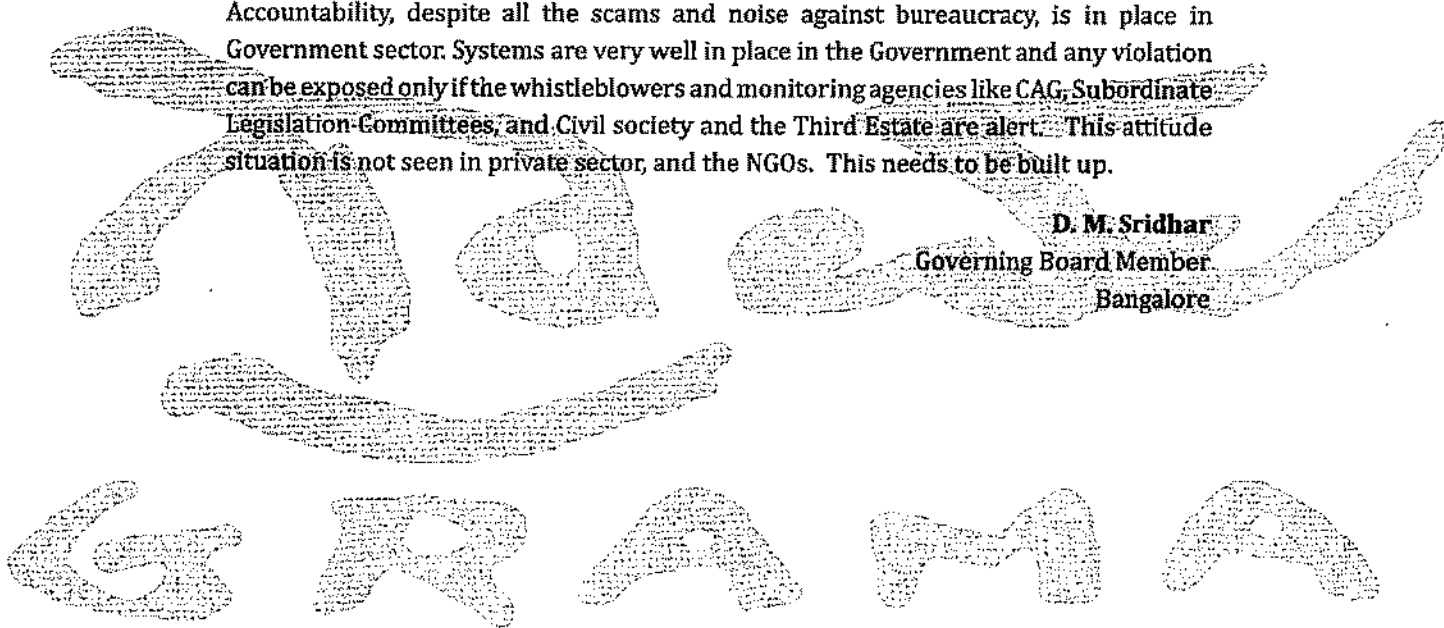 Accountability, despite all the scams and noise against bureaucracy, is in place in
Government sector. Systems are very well in place in the Government and any violation
can be exposed only if the whistleblowers and monitoring agencies like CAG, Subordinate
Legislation Committees, and Civil society and the Third Estate are alert. This attitude
situation is not seen in private sector, and the NGOs. This needs to be built up.
D. M. Sridhar
Governing Board Member
Bangalore
GRAMA